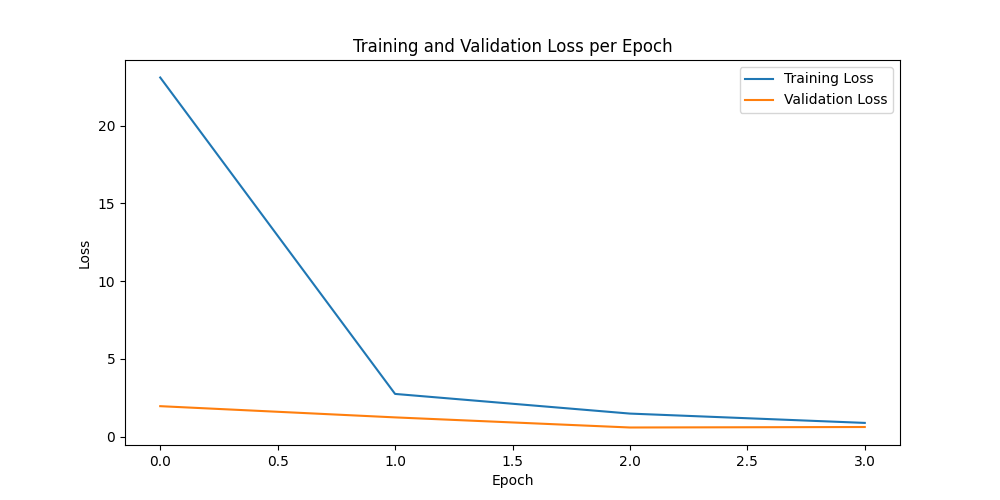 Training and Validation Loss per Epoch
Training Loss
Validation Loss
Loss
20
15
10
5
0
0.0 0.5 1.0 1.5 2.0 2.5 3.0
Epoch